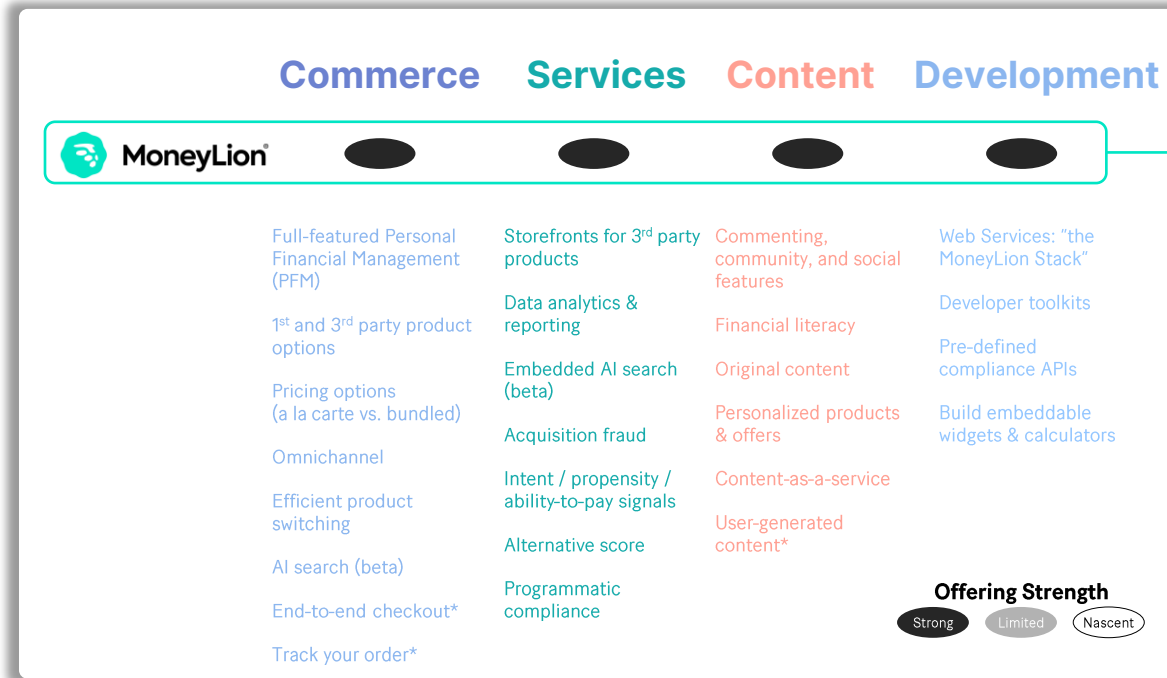 Commerce Services Content Development
MoneyLion®
Full-featured Personal
Financial Management
(PFM)
1st and 3rd party product
options
Pricing options
(a la carte vs. bundled)
Omnichannel
Efficient product
switching
AI search (beta)
End-to-end checkout*
Track your order*
Storefronts for 3rd party
products
Data analytics &
reporting
Embedded AI search
(beta)
Acquisition fraud
Intent / propensity /
ability-to-pay signals
Alternative score
Programmatic
compliance
Commenting,
community, and social
features
Financial literacy
Original content
Personalized products
& offers
Content-as-a-service
User-generated
content*
Web Services: "the
MoneyLion Stack"
Developer toolkits
Pre-defined
compliance APIs
Build embeddable
widgets & calculators
Offering Strength
Strong Limited Nascent